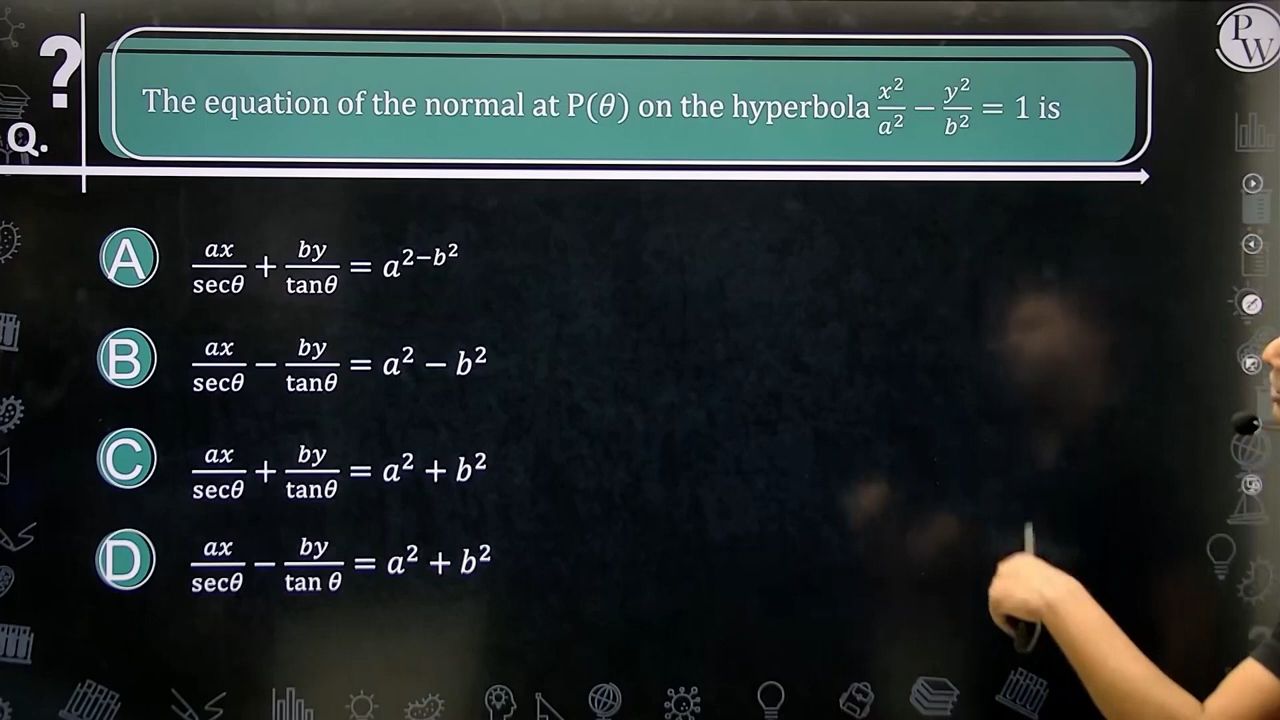 PW
?
Q.
The equation of the normal at P(θ) on the hyperbola x²/a² − y²/b² = 1 is
A ax/secθ + by/tanθ = a^(2−b²)
B ax/secθ − by/tanθ = a² − b²
C ax/secθ + by/tanθ = a² + b²
D ax/secθ − by/tan θ = a² + b²